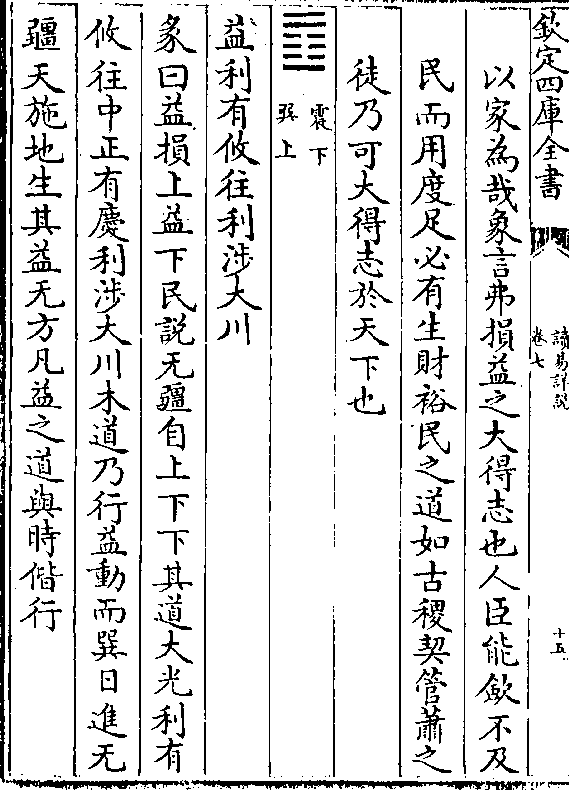 欽定四庫全書
讀易詳說
卷七
十五
以家為哉象言弗損益之大得志也人臣能斂不及
民而用度足必有生財裕民之道如古稷契管蕭之
徒乃可大得志於天下也
震下
巽上
益利有攸往利涉大川
彖曰益損上益下民說无疆自上下下其道大光利有
攸往中正有慶利涉大川木道乃行益動而巽日進无
疆天施地生其益无方凡益之道與時偕行